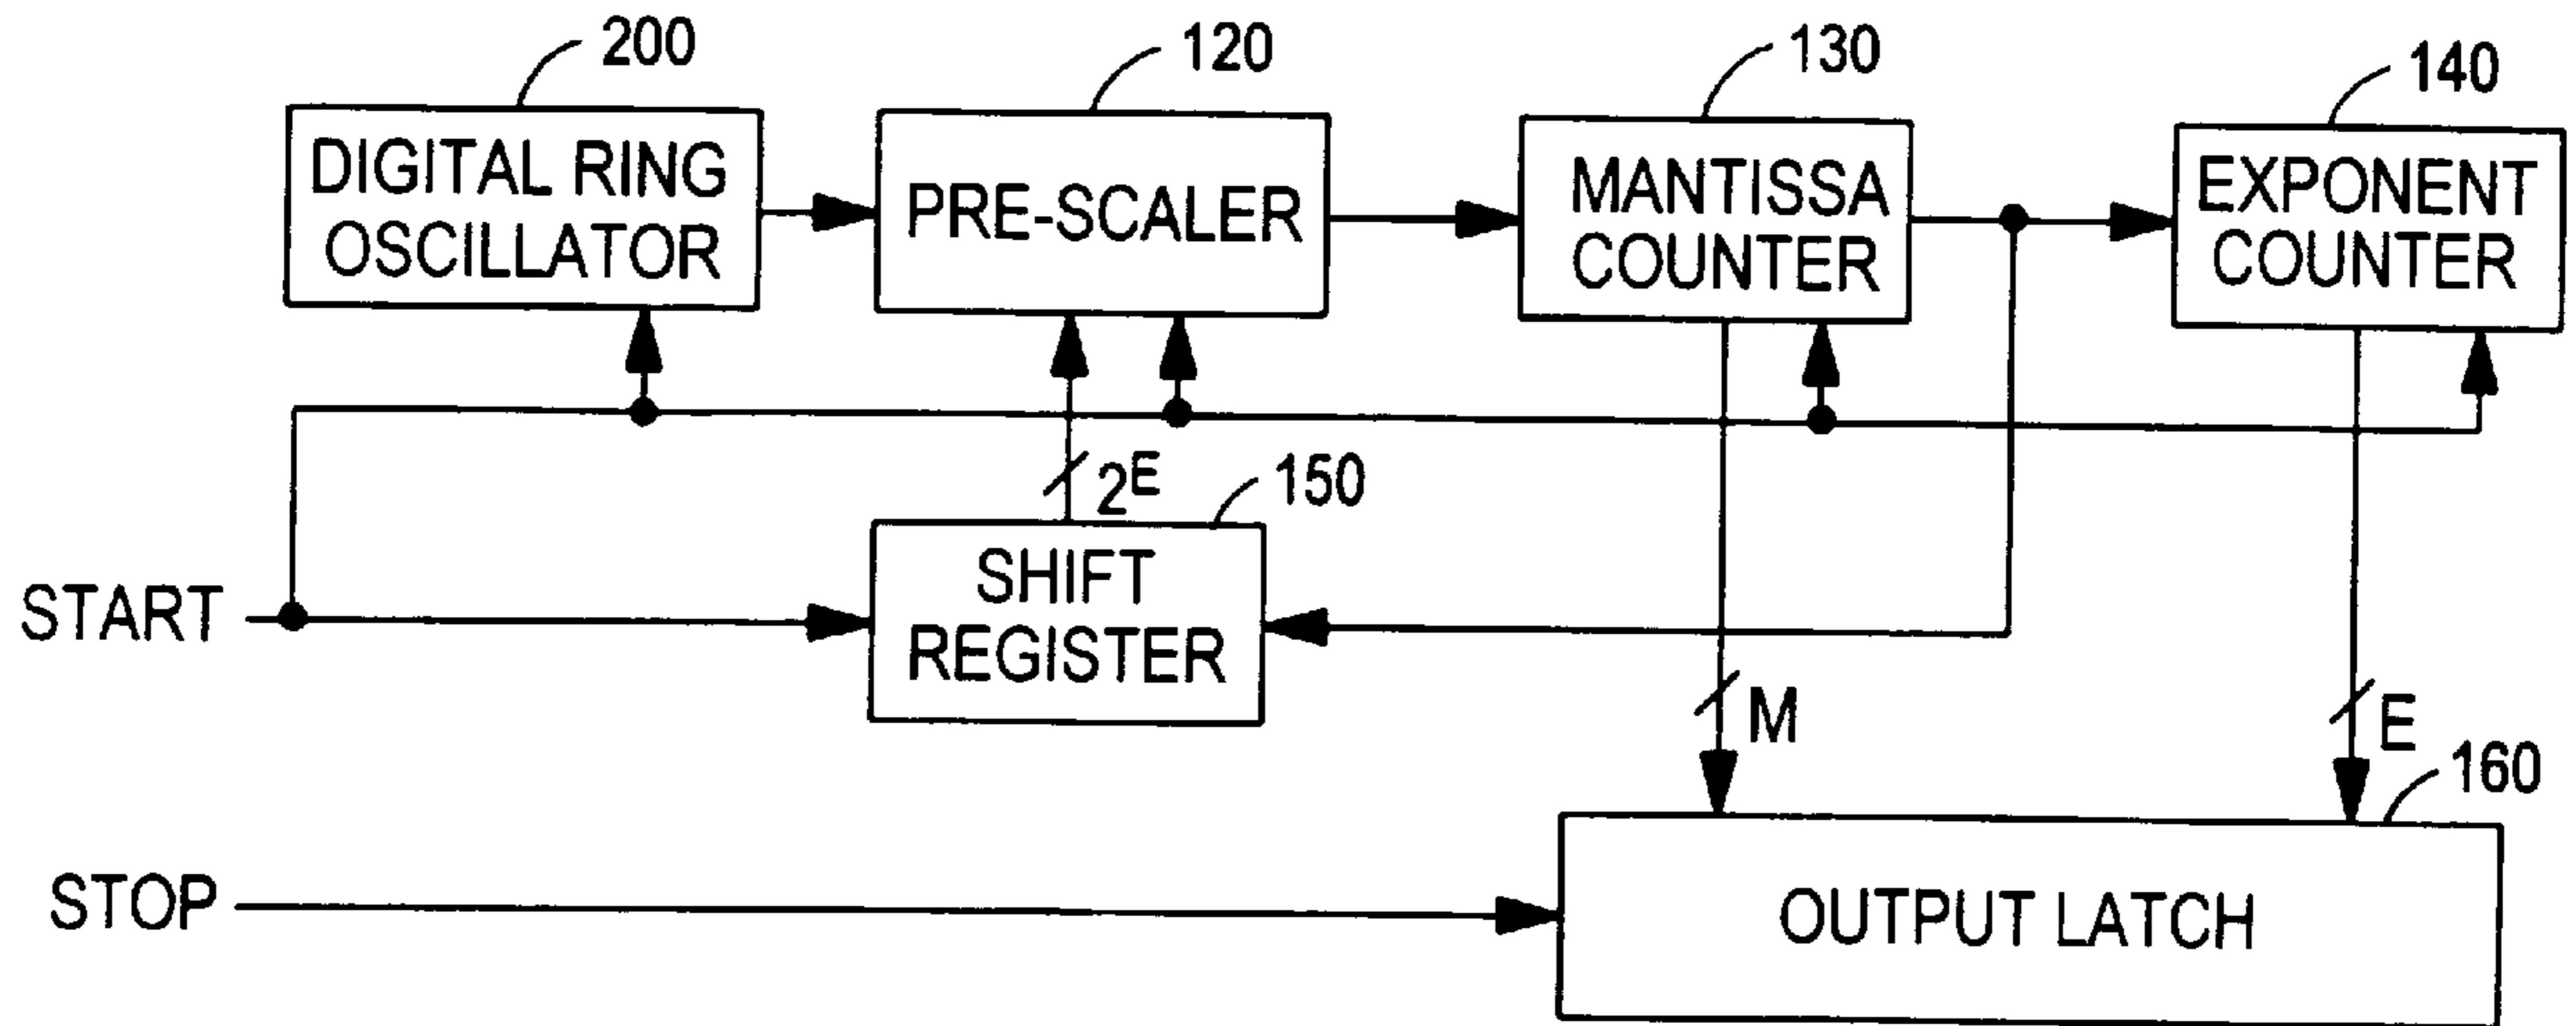 200
120
130
140
DIGITAL RING
OSCILLATOR
PRE-SCALER
MANTISSA
COUNTER
EXPONENT
COUNTER
2^E
150
START
SHIFT
REGISTER
M
E
160
STOP
OUTPUT LATCH